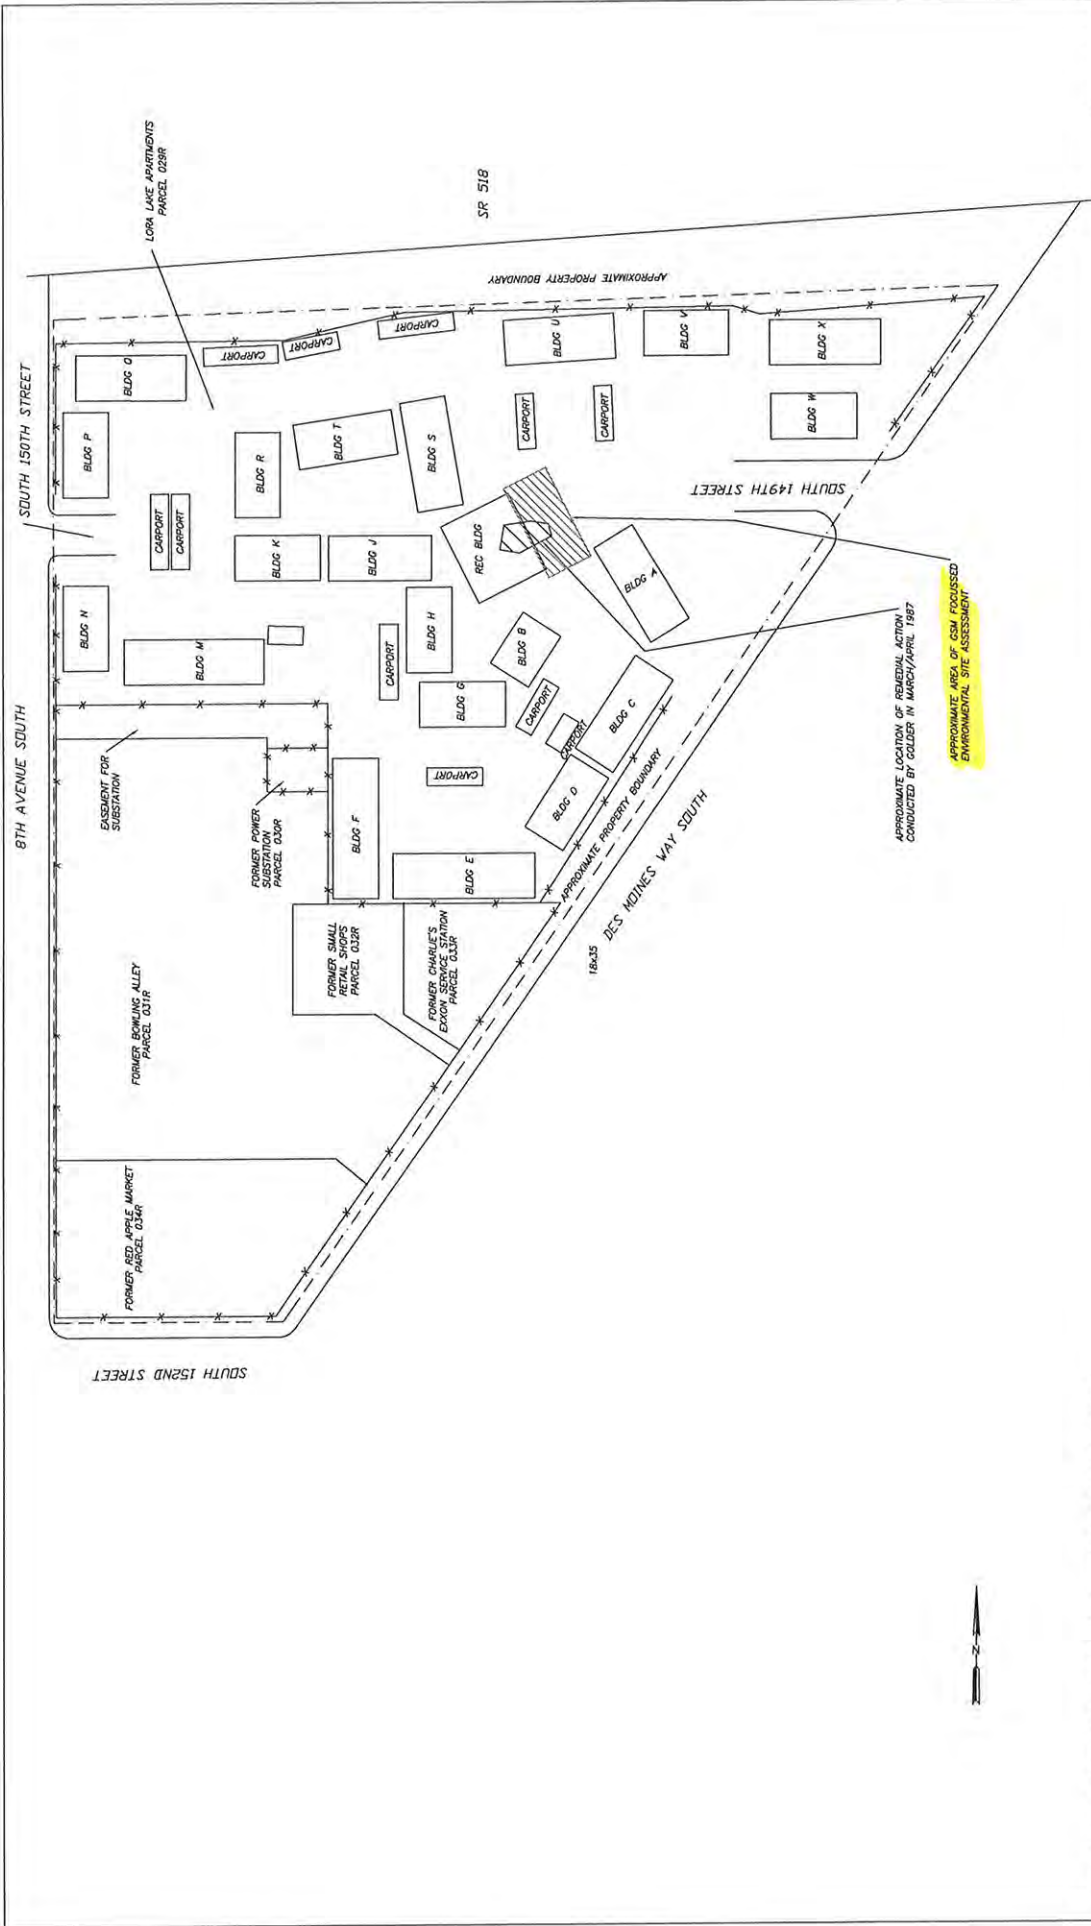 8TH AVENUE SOUTH
SOUTH 150TH STREET
LORA LAKE APARTMENTS
PARCEL 029R
SR 518
APPROXIMATE PROPERTY BOUNDARY
SOUTH 152ND STREET
FORMER RED APPLE MARKET
PARCEL 034R
FORMER BOWLING ALLEY
PARCEL 031R
EASEMENT FOR
SUBSTATION
FORMER POWER
SUBSTATION
PARCEL 030R
FORMER SMALL
RETAIL SHOPS
PARCEL 032R
FORMER CHARLIE'S
EXXON SERVICE STATION
PARCEL 033R
BLDG N
BLDG M
BLDG P
BLDG Q
CARPORT
CARPORT
CARPORT
CARPORT
CARPORT
BLDG R
BLDG K
BLDG J
BLDG T
BLDG S
BLDG F
BLDG E
CARPORT
BLDG H
BLDG G
CARPORT
BLDG B
CARPORT
CARPORT
BLDG D
BLDG C
REC BLDG
BLDG A
CARPORT
CARPORT
BLDG U
BLDG V
BLDG W
BLDG X
SOUTH 149TH STREET
APPROXIMATE PROPERTY BOUNDARY
DES MOINES WAY SOUTH
18x35
APPROXIMATE LOCATION OF REMEDIAL ACTION
CONDUCTED BY GOLDER IN MARCH/APRIL 1987
APPROXIMATE AREA OF GSM FOCUSSED
ENVIRONMENTAL SITE ASSESSMENT
N